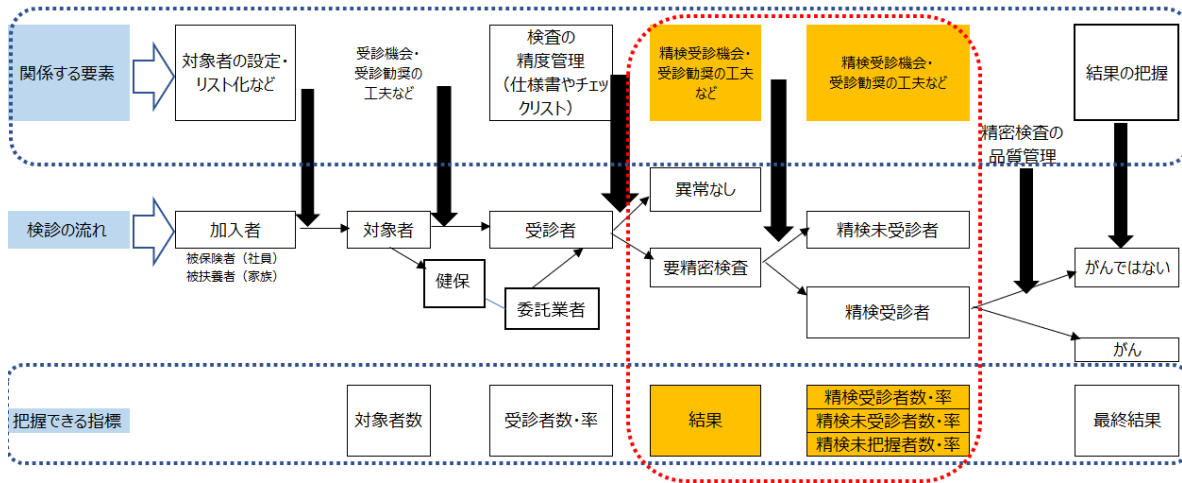 関係する要素
対象者の設定・
リスト化など
受診機会・
受診勧奨の
工夫など
検査の
精度管理
（仕様書やチェッ
クリスト）
精検受診機会・
受診勧奨の工夫
など
精検受診機会・
受診勧奨の工夫など
結果の把握
精密検査の
品質管理
検診の流れ
加入者
被保険者（社員）
被扶養者（家族）
対象者
健保
委託業者
受診者
異常なし
要精密検査
精検未受診者
精検受診者
がんではない
がん
把握できる指標
対象者数
受診者数・率
結果
精検受診者数・率
精検未受診者数・率
精検未把握者数・率
最終結果